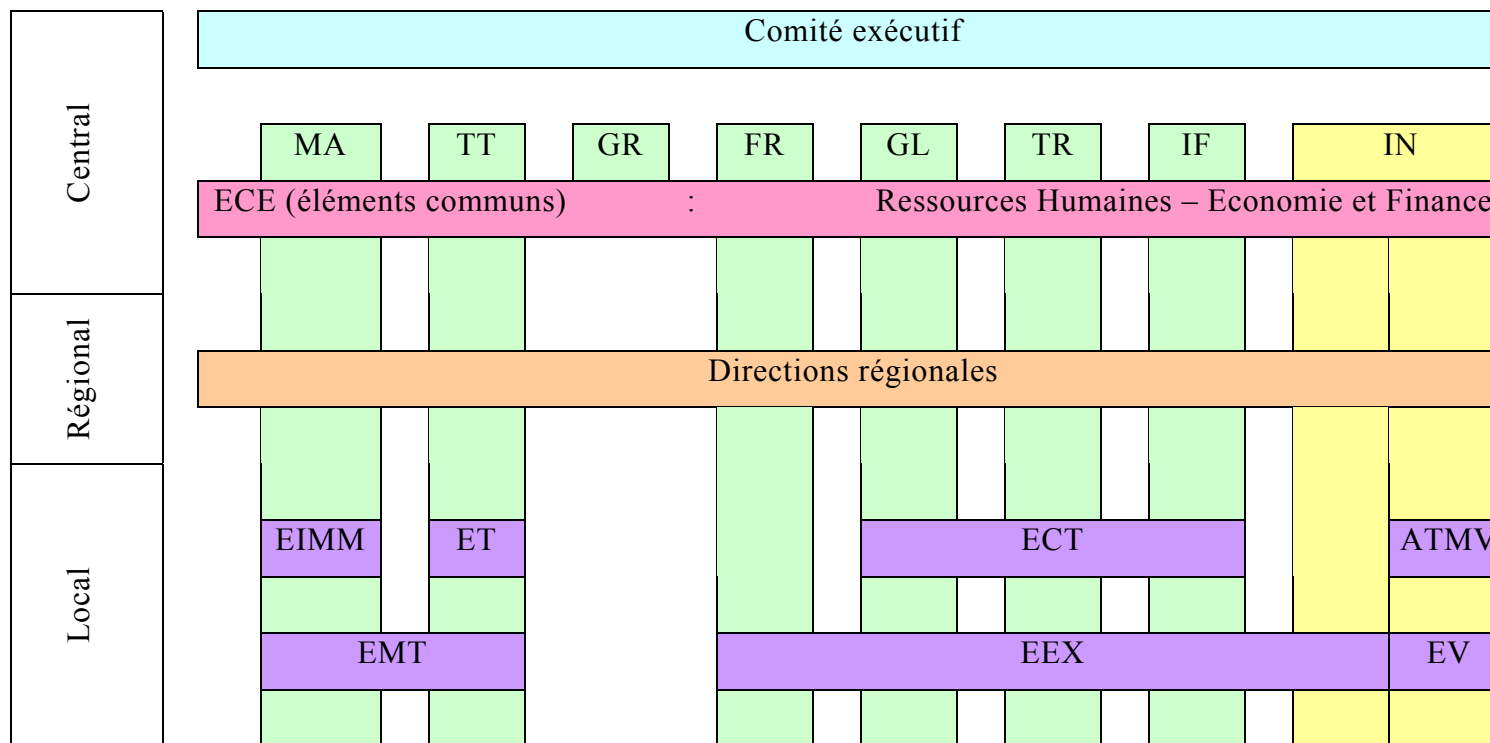 Comité exécutif
Central
MA TT GR FR GL TR IF IN
ECE (éléments communs) : Ressources Humaines – Economie et Finance
Régional
Directions régionales
Local
EIMM ET ECT ATMV
EMT EEX EV